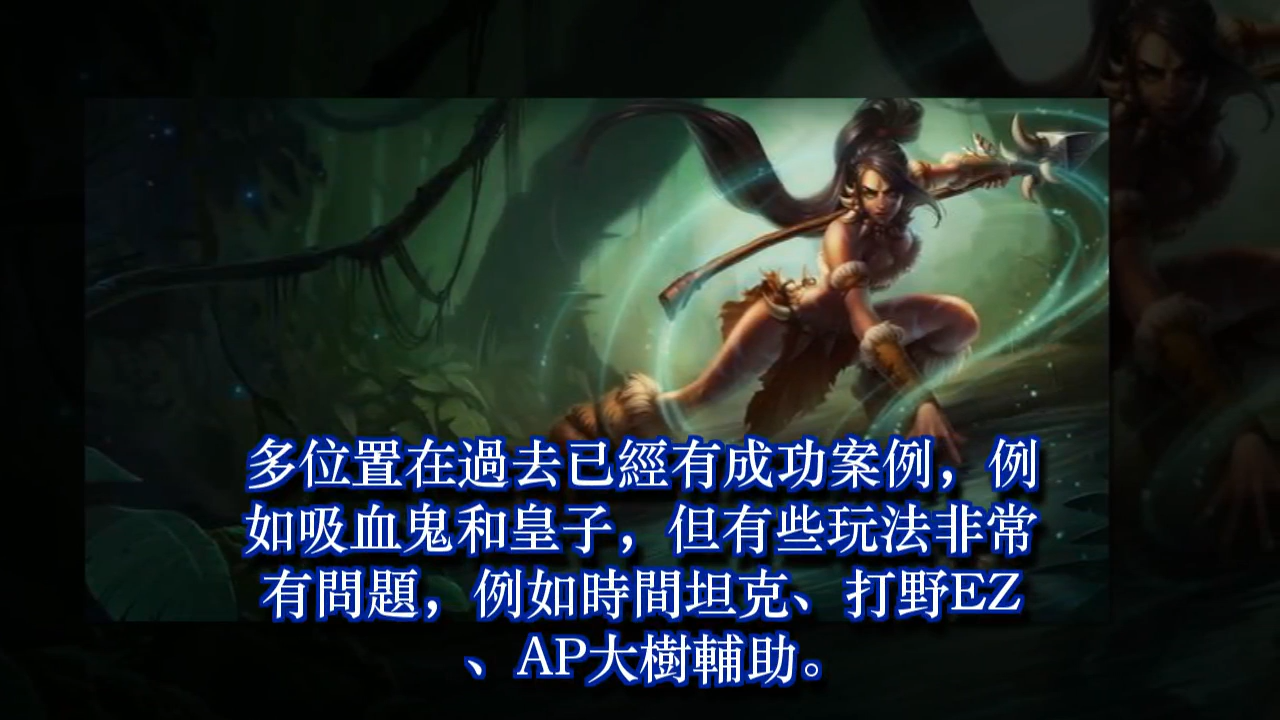 多位置在過去已經有成功案例，例
如吸血鬼和皇子，但有些玩法非常
有問題，例如時間坦克、打野EZ
、AP大樹輔助。